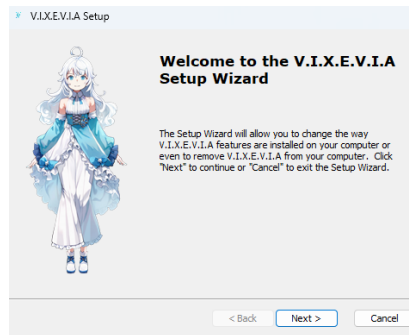 V.I.X.E.V.I.A Setup
Welcome to the V.I.X.E.V.I.A
Setup Wizard
The Setup Wizard will allow you to change the way
V.I.X.E.V.I.A features are installed on your computer or
even to remove V.I.X.E.V.I.A from your computer. Click
"Next" to continue or "Cancel" to exit the Setup Wizard.
< Back
Next >
Cancel